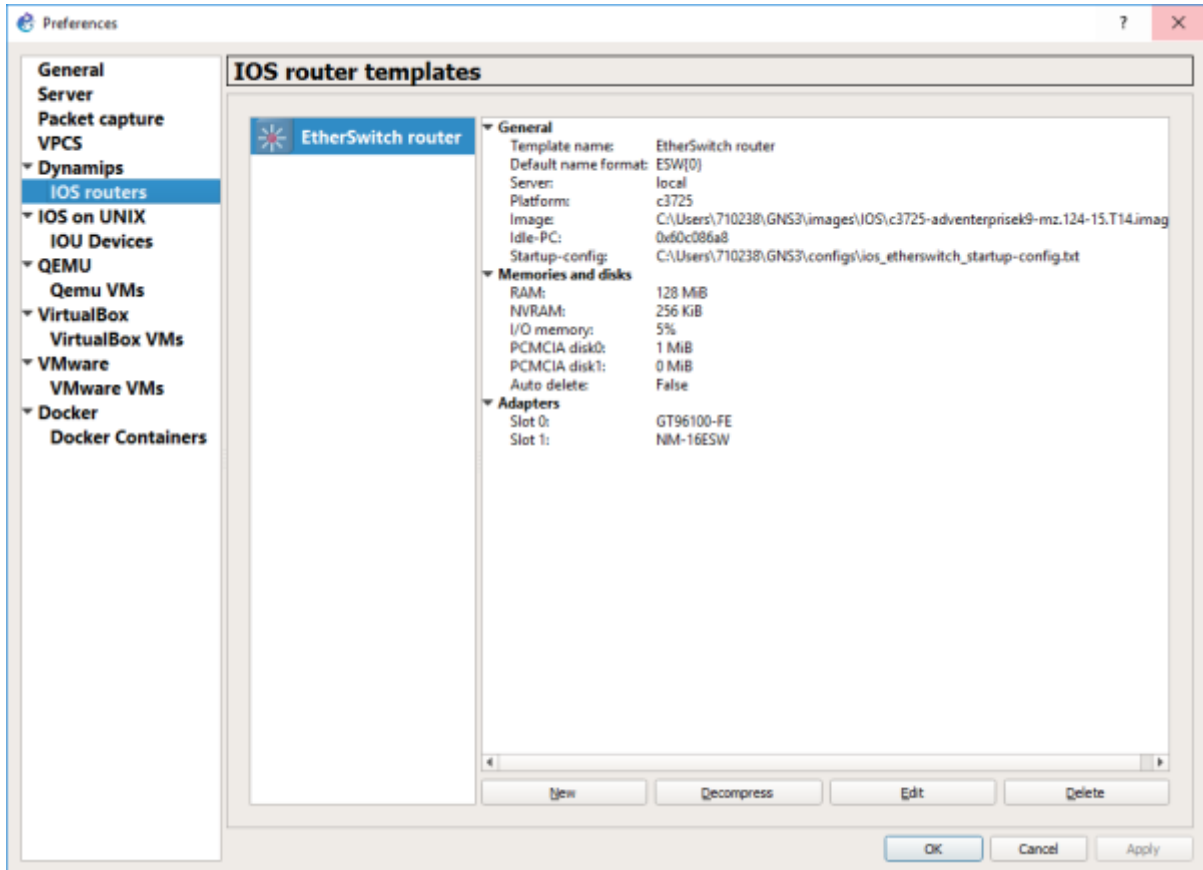 Preferences
?
General
Server
Packet capture
VPCS
Dynamips
IOS routers
IOS on UNIX
IOU Devices
QEMU
Qemu VMs
VirtualBox
VirtualBox VMs
VMware
VMware VMs
Docker
Docker Containers
IOS router templates
EtherSwitch router
General
Template name: EtherSwitch router
Default name format: ESW{0}
Server: local
Platform: c3725
Image: C:\Users\710238\GNS3\images\IOS\c3725-adventerprisek9-mz.124-15.T14.imag
Idle-PC: 0x60c086a8
Startup-config: C:\Users\710238\GNS3\configs\ios_etherswitch_startup-config.txt
Memories and disks
RAM: 128 MiB
NVRAM: 256 KiB
I/O memory: 5%
PCMCIA disk0: 1 MiB
PCMCIA disk1: 0 MiB
Auto delete: False
Adapters
Slot 0: GT96100-FE
Slot 1: NM-16ESW
New Decompress Edit Delete
OK Cancel Apply